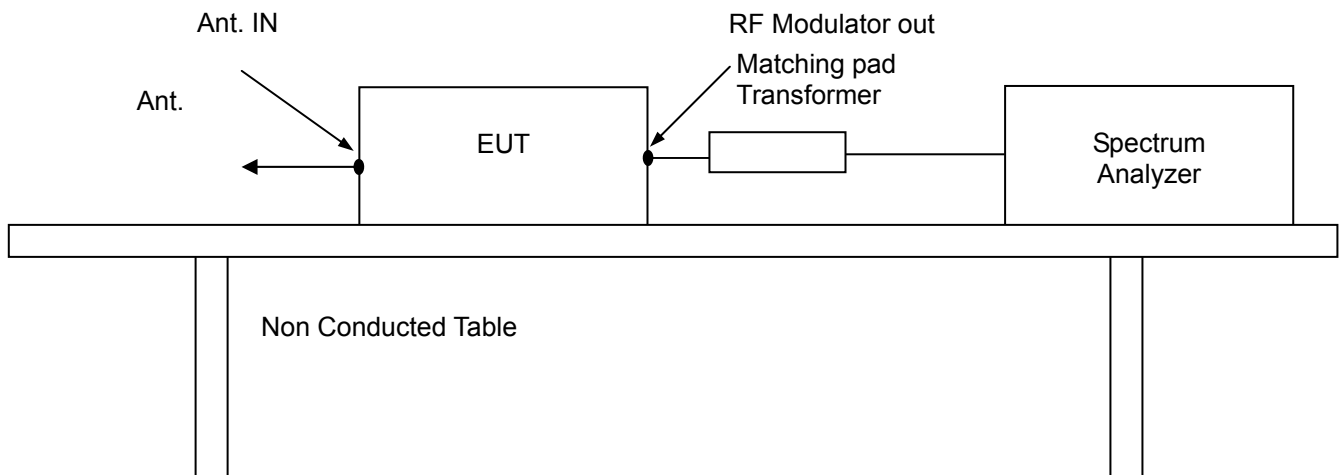 Ant. IN
RF Modulator out
Matching pad
Transformer
Ant.
EUT
Spectrum
Analyzer
Non Conducted Table